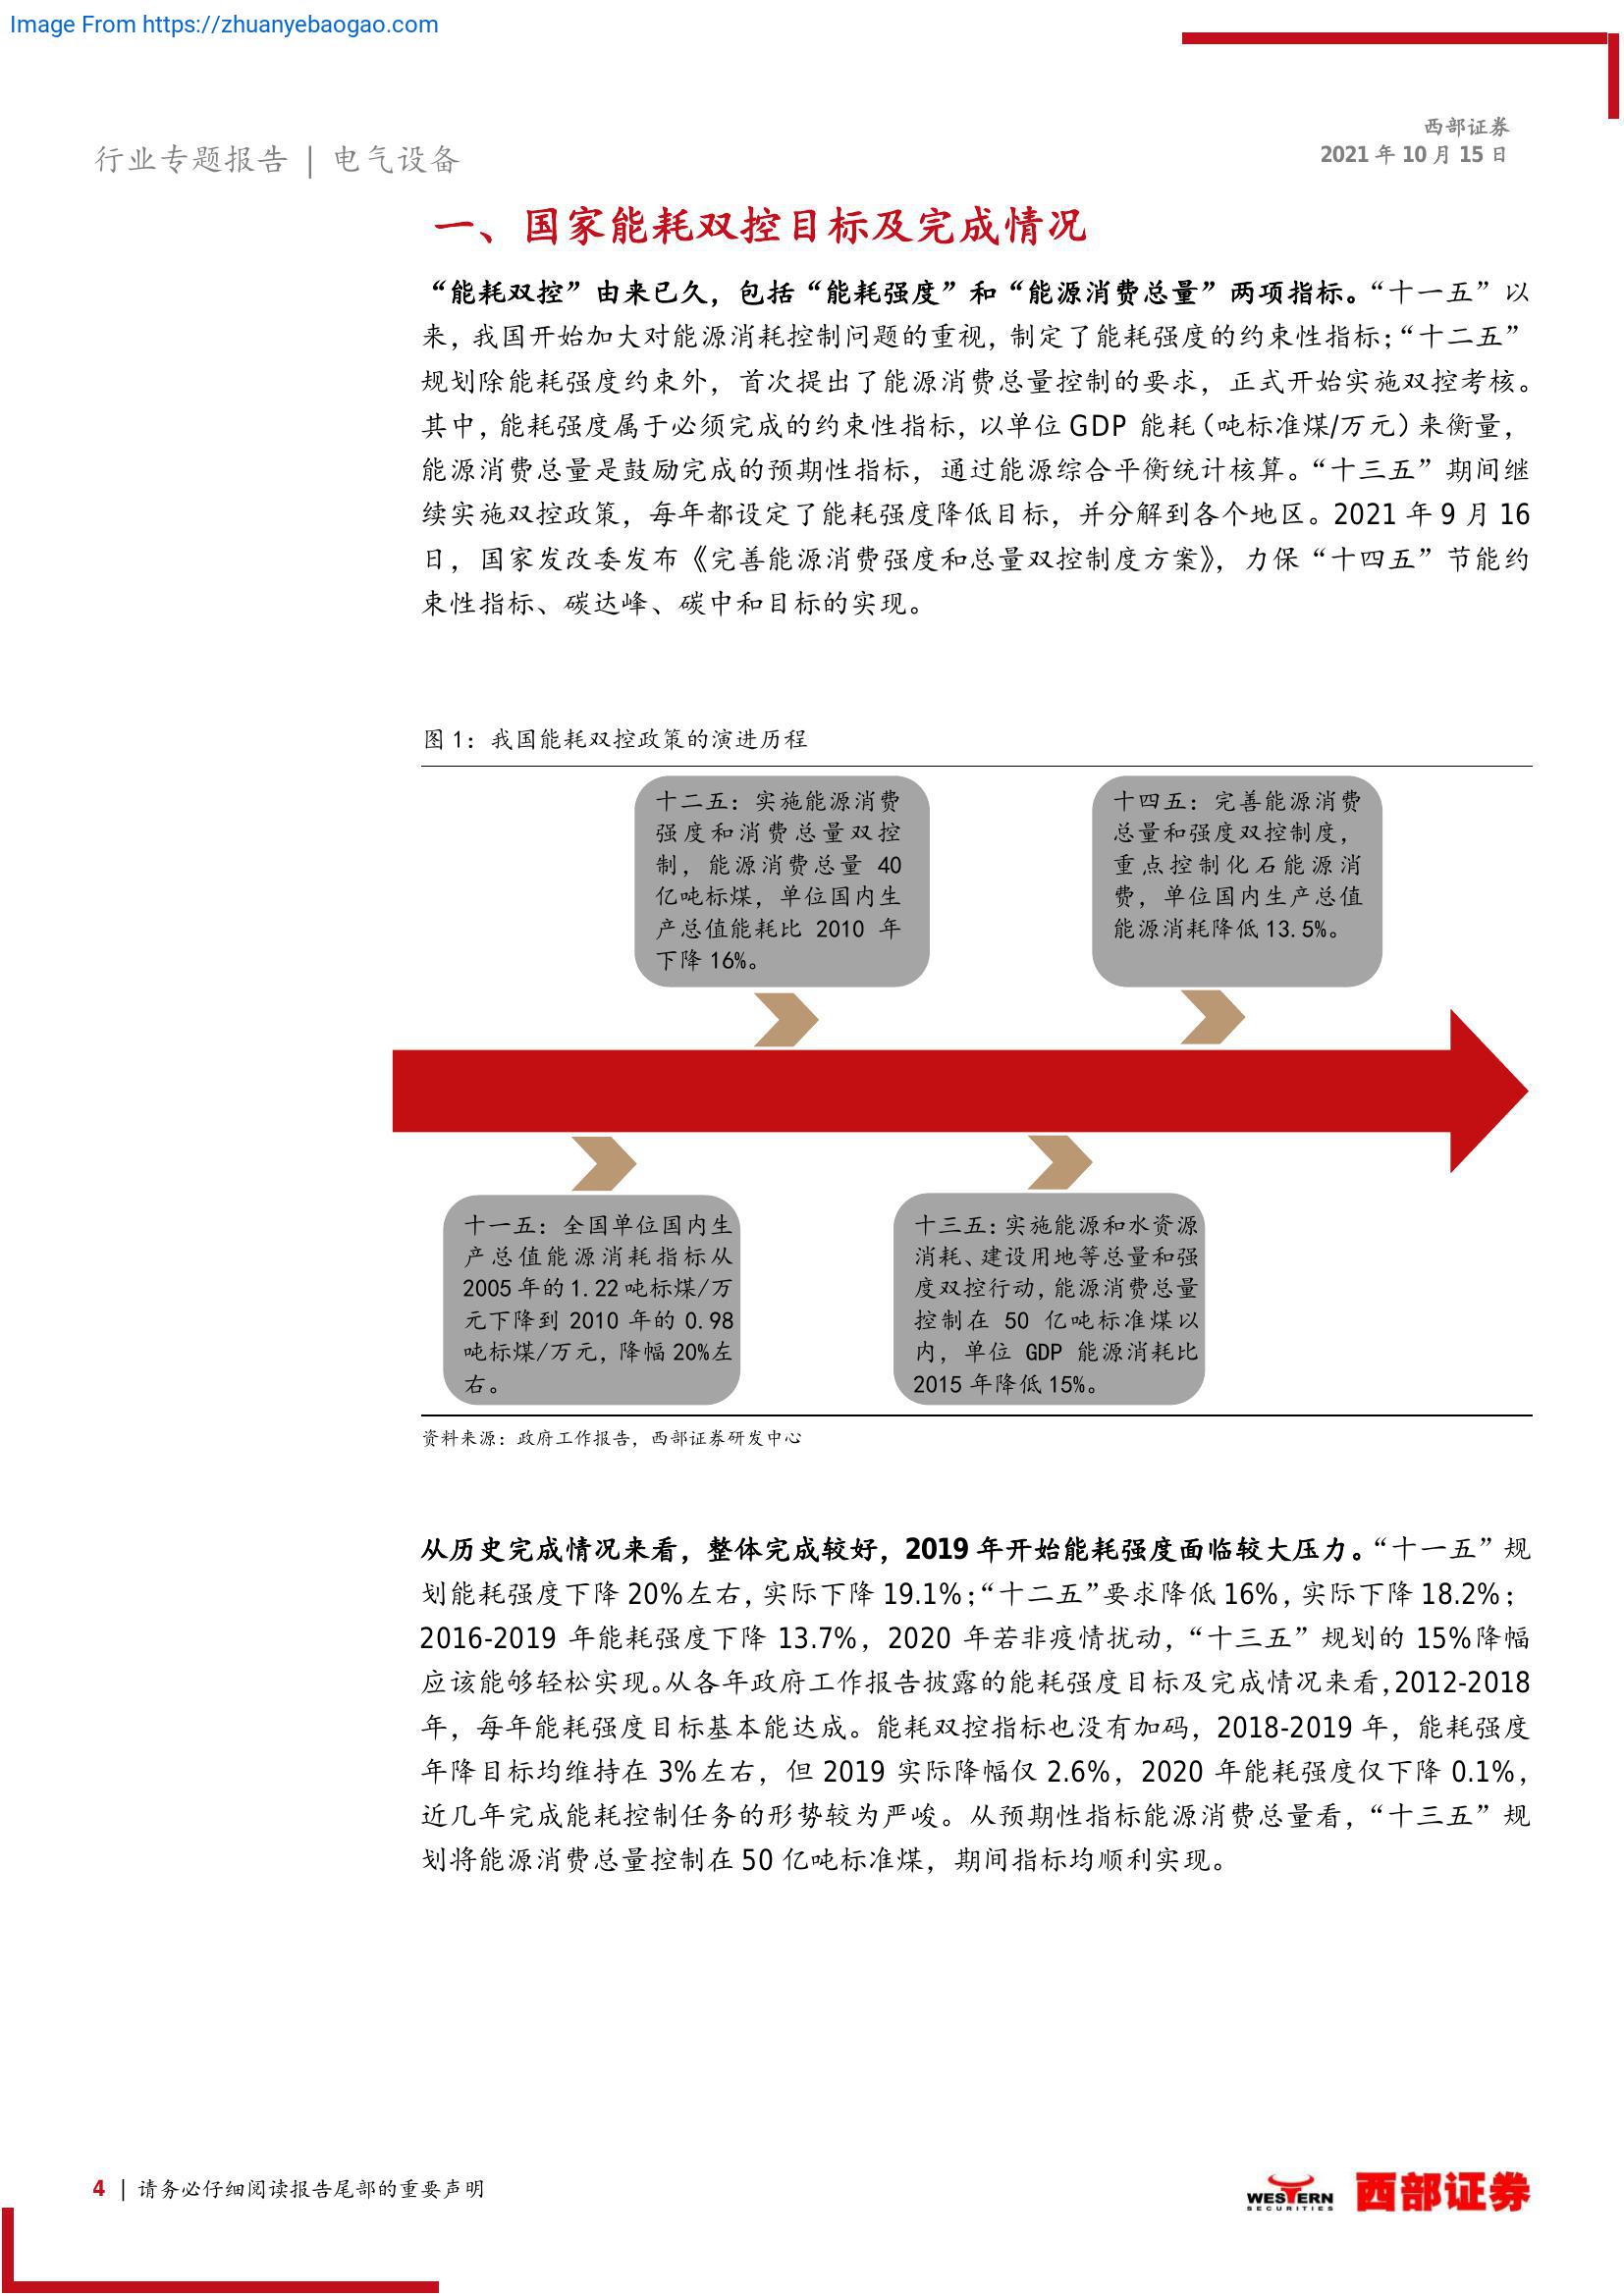 Image From https://zhuanyebaogao.com
西部证券
行业专题报告 | 电气设备
2021 年 10 月 15 日
一、国家能耗双控目标及完成情况
“能耗双控”由来已久，包括“能耗强度”和“能源消费总量”两项指标。“十一五”以
来，我国开始加大对能源消耗控制问题的重视，制定了能耗强度的约束性指标；“十二五”
规划除能耗强度约束外，首次提出了能源消费总量控制的要求，正式开始实施双控考核。
其中，能耗强度属于必须完成的约束性指标，以单位 GDP 能耗（吨标准煤/万元）来衡量，
能源消费总量是鼓励完成的预期性指标，通过能源综合平衡统计核算。“十三五”期间继
续实施双控政策，每年都设定了能耗强度降低目标，并分解到各个地区。2021 年 9 月 16
日，国家发改委发布《完善能源消费强度和总量双控制度方案》，力保“十四五”节能约
束性指标、碳达峰、碳中和目标的实现。
图 1：我国能耗双控政策的演进历程
十二五：实施能源消费
强度和消费总量双控
制，能源消费总量 40
亿吨标煤，单位国内生
产总值能耗比 2010 年
下降 16%。
十四五：完善能源消费
总量和强度双控制度，
重点控制化石能源消
费，单位国内生产总值
能源消耗降低 13.5%。
十一五：全国单位国内生
产总值能源消耗指标从
2005 年的 1.22 吨标煤/万
元下降到 2010 年的 0.98
吨标煤/万元，降幅 20%左
右。
十三五：实施能源和水资源
消耗、建设用地等总量和强
度双控行动，能源消费总量
控制在 50 亿吨标准煤以
内，单位 GDP 能源消耗比
2015 年降低 15%。
资料来源：政府工作报告，西部证券研发中心
从历史完成情况来看，整体完成较好，2019 年开始能耗强度面临较大压力。“十一五”规
划能耗强度下降 20%左右，实际下降 19.1%；“十二五”要求降低 16%，实际下降 18.2%；
2016-2019 年能耗强度下降 13.7%，2020 年若非疫情扰动，“十三五”规划的 15%降幅
应该能够轻松实现。从各年政府工作报告披露的能耗强度目标及完成情况来看，2012-2018
年，每年能耗强度目标基本能达成。能耗双控指标也没有加码，2018-2019 年，能耗强度
年降目标均维持在 3%左右，但 2019 实际降幅仅 2.6%，2020 年能耗强度仅下降 0.1%，
近几年完成能耗控制任务的形势较为严峻。从预期性指标能源消费总量看，“十三五”规
划将能源消费总量控制在 50 亿吨标准煤，期间指标均顺利实现。
4 | 请务必仔细阅读报告尾部的重要声明
WESTERN
SECURITIES
西部证券